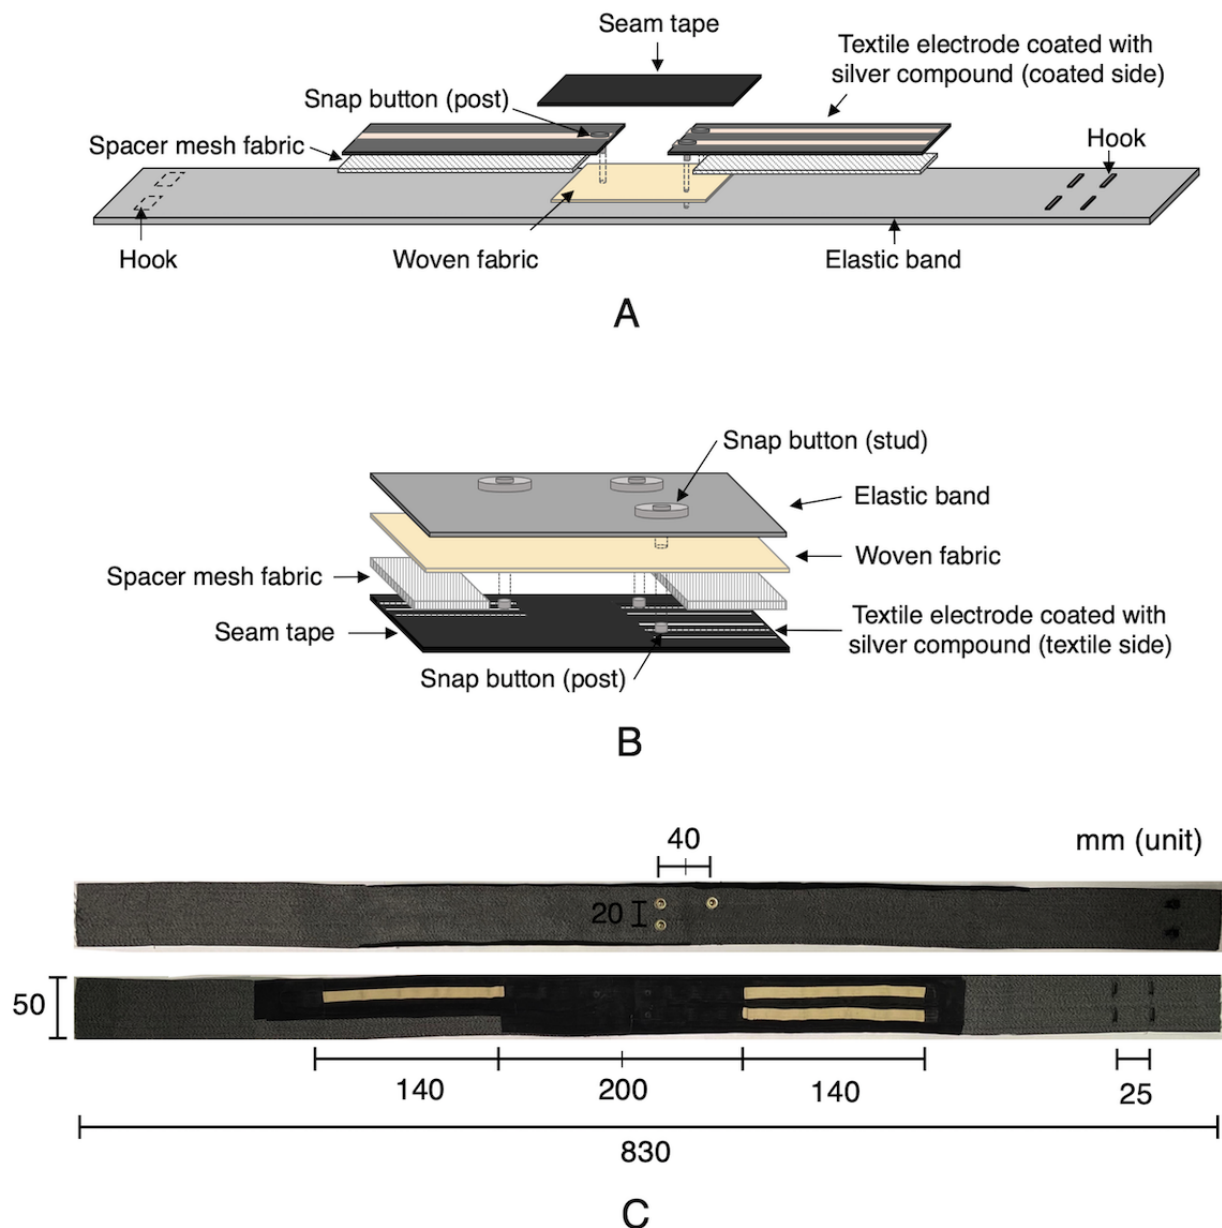 Seam tape
Textile electrode coated with
silver compound (coated side)
Snap button (post)
Spacer mesh fabric
Hook
Hook
Woven fabric
Elastic band
A
Snap button (stud)
Elastic band
Woven fabric
Spacer mesh fabric
Textile electrode coated with
silver compound (textile side)
Seam tape
Snap button (post)
B
40
mm (unit)
20
50
140
200
140
25
830
C